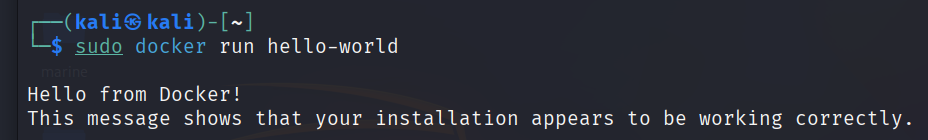 ┌──(kali㉿kali)-[~]
└─$ sudo docker run hello-world
marine
Hello from Docker!
This message shows that your installation appears to be working correctly.